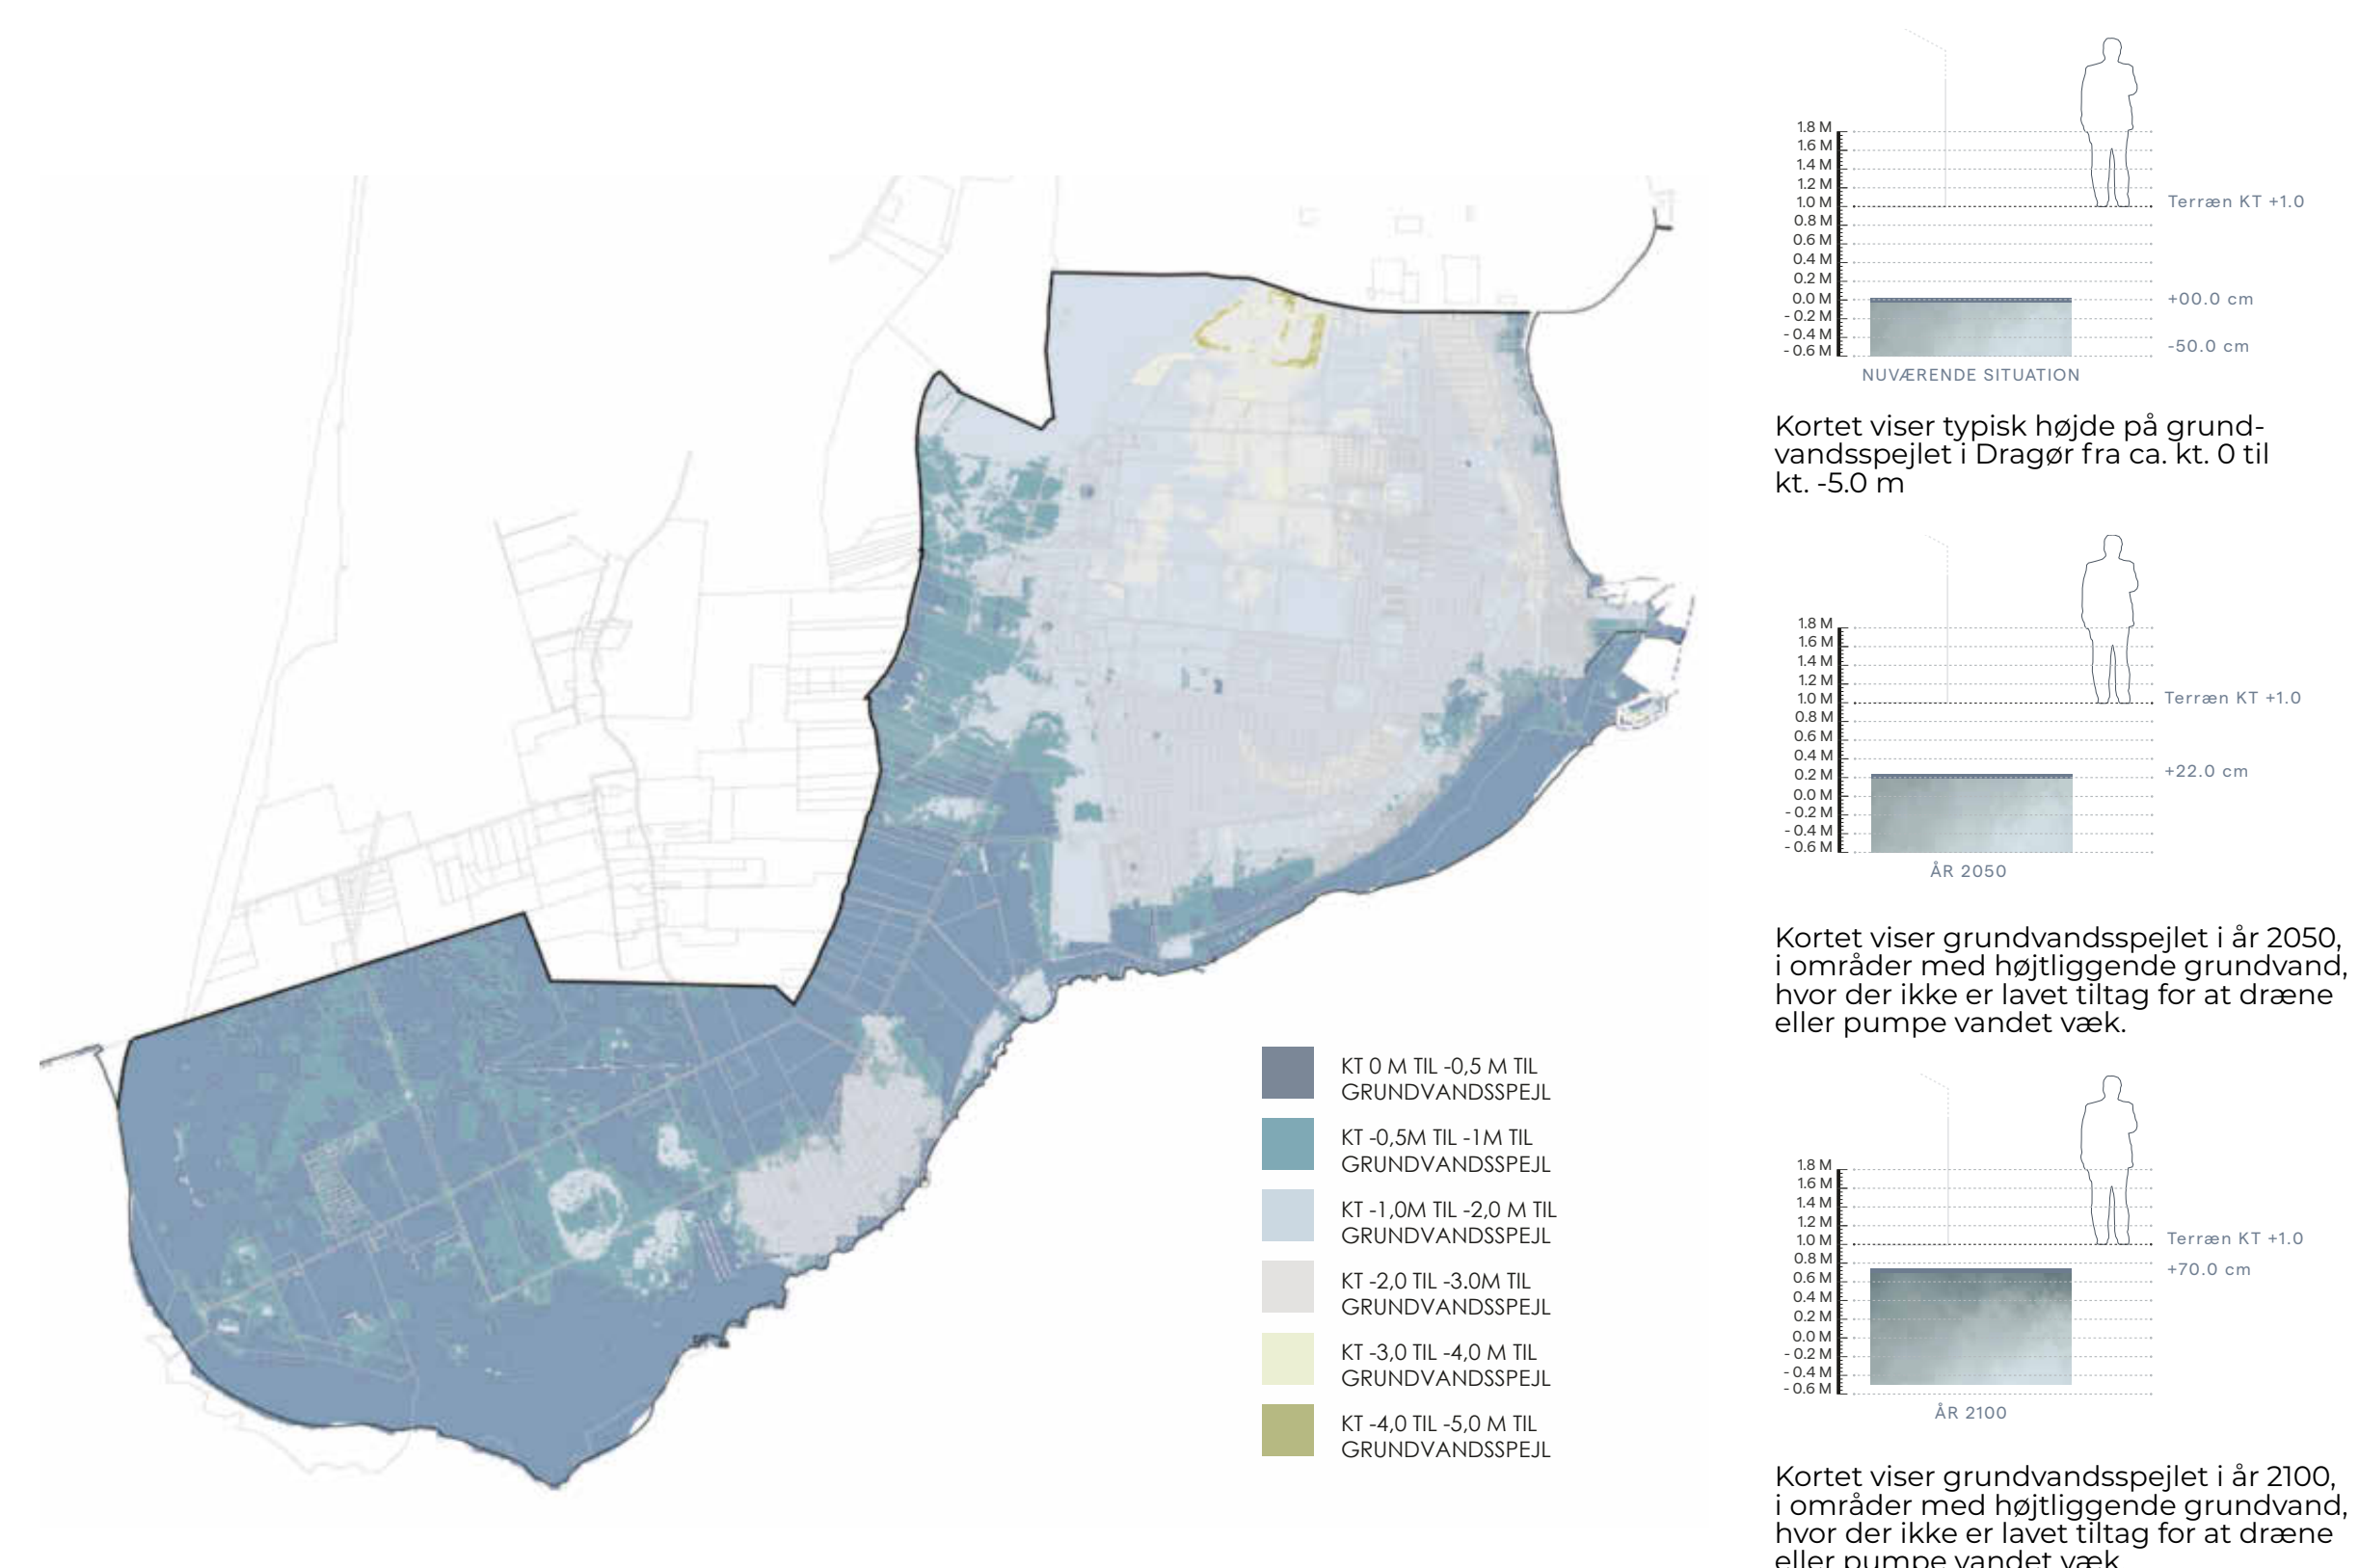 KT 0 M TIL -0,5 M TIL
GRUNDVANDSSPEJL
KT -0,5M TIL -1M TIL
GRUNDVANDSSPEJL
KT -1,0M TIL -2,0 M TIL
GRUNDVANDSSPEJL
KT -2,0 TIL -3.0M TIL
GRUNDVANDSSPEJL
KT -3,0 TIL -4,0 M TIL
GRUNDVANDSSPEJL
KT -4,0 TIL -5,0 M TIL
GRUNDVANDSSPEJL
1.8 M
1.6 M
1.4 M
1.2 M
1.0 M
Terræn KT +1.0
0.8 M
0.6 M
0.4 M
0.2 M
0.0 M
+00.0 cm
- 0.2 M
- 0.4 M
-50.0 cm
- 0.6 M
NUVÆRENDE SITUATION
Kortet viser typisk højde på grund-
vandsspejlet i Dragør fra ca. kt. 0 til
kt. -5.0 m
1.8 M
1.6 M
1.4 M
1.2 M
1.0 M
Terræn KT +1.0
0.8 M
0.6 M
0.4 M
+22.0 cm
0.2 M
0.0 M
- 0.2 M
- 0.4 M
- 0.6 M
ÅR 2050
Kortet viser grundvandsspejlet i år 2050,
i områder med højtliggende grundvand,
hvor der ikke er lavet tiltag for at dræne
eller pumpe vandet væk.
1.8 M
1.6 M
1.4 M
1.2 M
1.0 M
Terræn KT +1.0
0.8 M
+70.0 cm
0.6 M
0.4 M
0.2 M
0.0 M
- 0.2 M
- 0.4 M
- 0.6 M
ÅR 2100
Kortet viser grundvandsspejlet i år 2100,
i områder med højtliggende grundvand,
hvor der ikke er lavet tiltag for at dræne
eller pumpe vandet væk